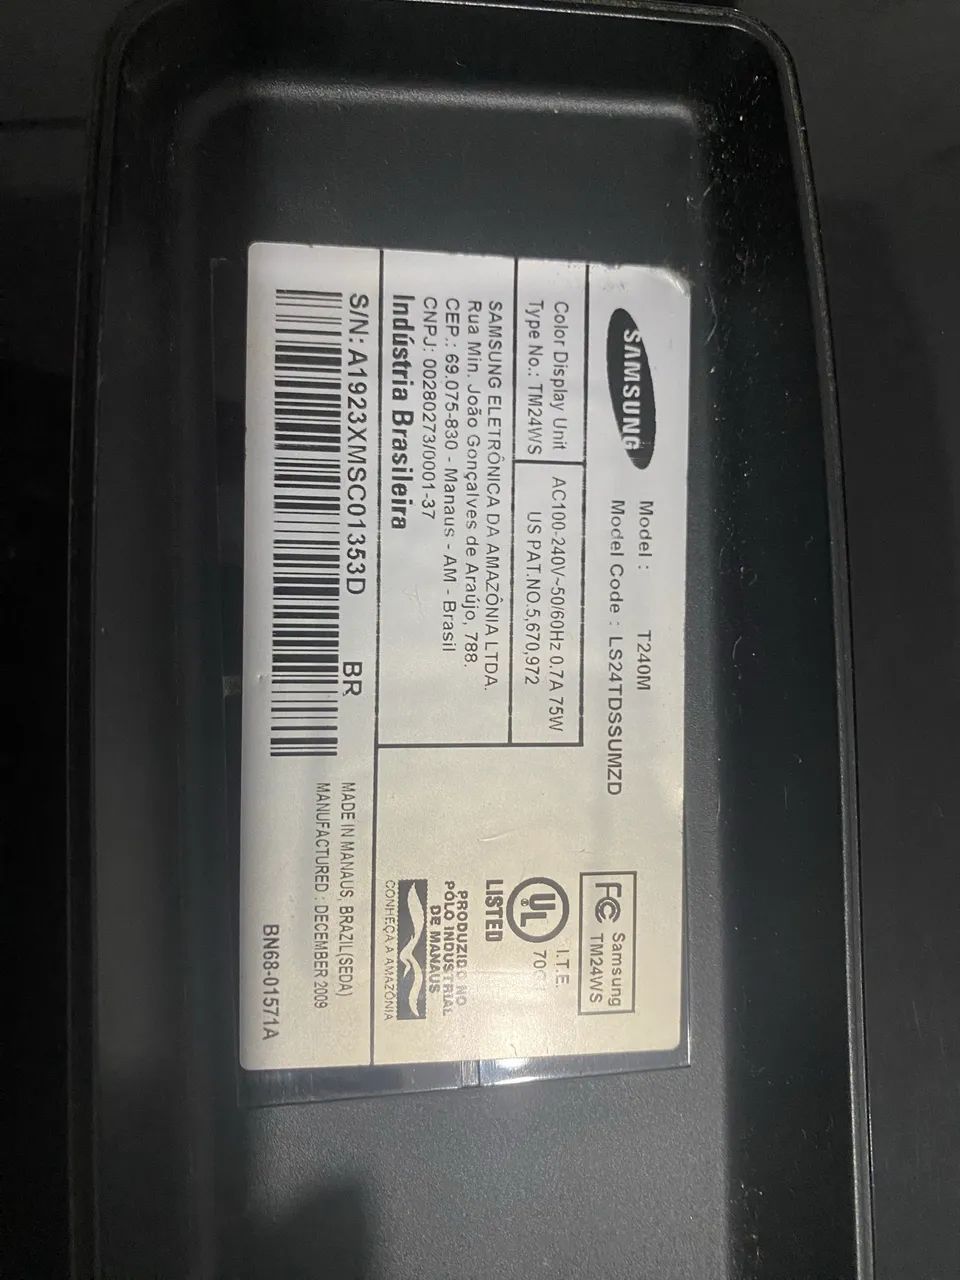 SAMSUNG
Model : T240M
Model Code : LS24TDSSUMZD
Color Display Unit
Type No.: TM24WS
AC100-240V~50/60Hz 0.7A 75W
US PAT.NO.5,670,972
SAMSUNG ELETRÔNICA DA AMAZÔNIA LTDA.
Rua Min. João Gonçalves de Araújo, 788.
CEP.: 69.075-830 - Manaus - AM - Brasil
CNPJ: 00280273/0001-37
Indústria Brasileira
FC Samsung
TM24WS
UL ® I.T.E.
LISTED
PRODUZIDO NO
PÓLO INDUSTRIAL
DE MANAUS
CONHEÇA A AMAZÔNIA
S/N: A1923XMSC01353D BR
MADE IN MANAUS, BRAZIL(SEDA)
MANUFACTURED : DECEMBER 2009
BN68-01571A